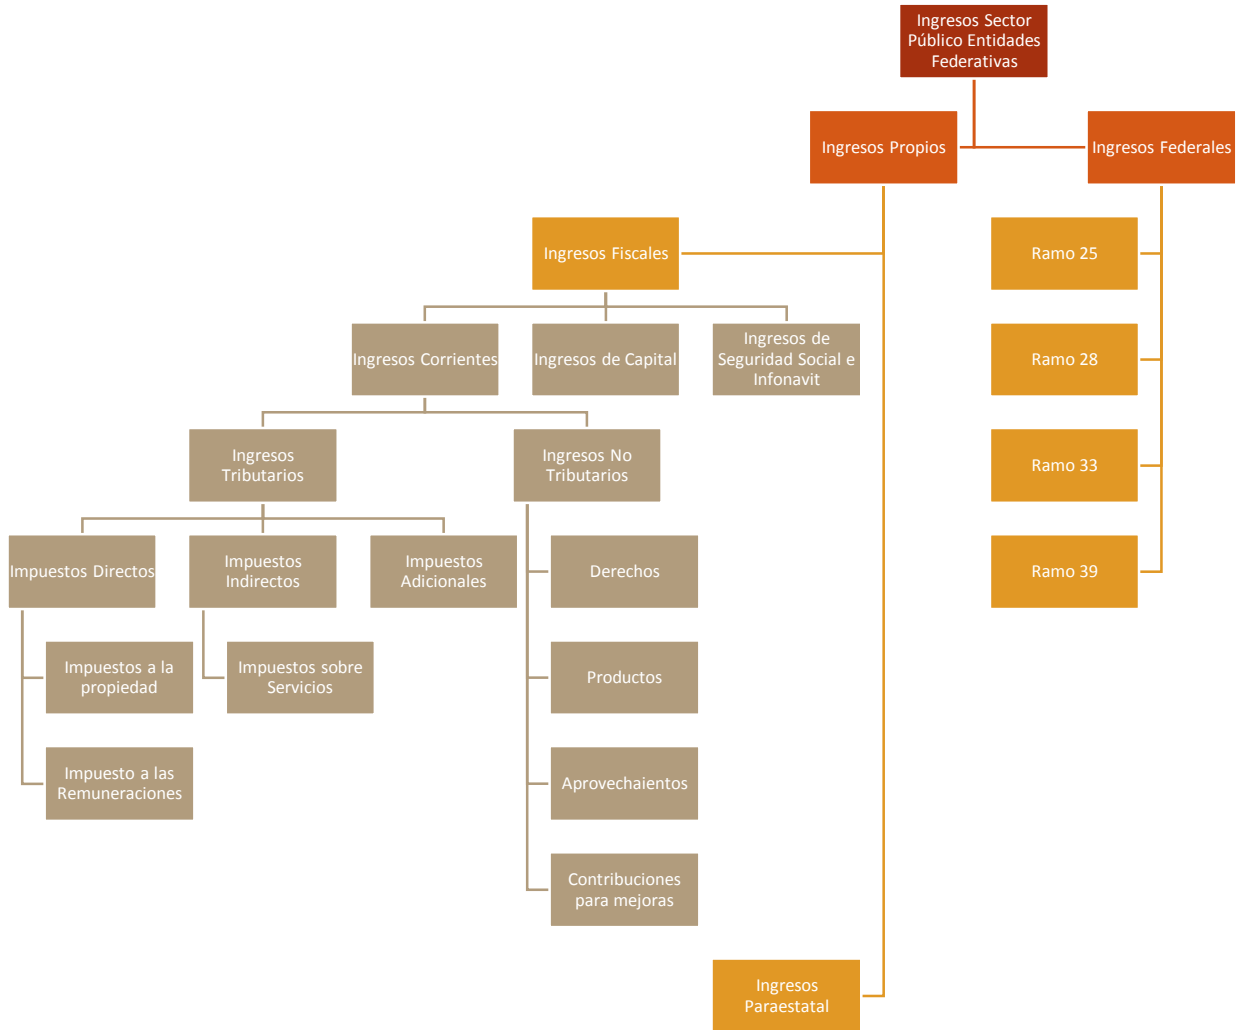 Ingresos Sector
Público Entidades
Federativas
Ingresos Propios
Ingresos Federales
Ingresos Fiscales
Ramo 25
Ingresos Corrientes
Ingresos de Capital
Ingresos de
Seguridad Social e
Infonavit
Ramo 28
Ingresos
Tributarios
Ingresos No
Tributarios
Ramo 33
Impuestos Directos
Impuestos
Indirectos
Impuestos
Adicionales
Derechos
Ramo 39
Impuestos a la
propiedad
Impuestos sobre
Servicios
Productos
Impuesto a las
Remuneraciones
Aprovechaientos
Contribuciones
para mejoras
Ingresos
Paraestatal